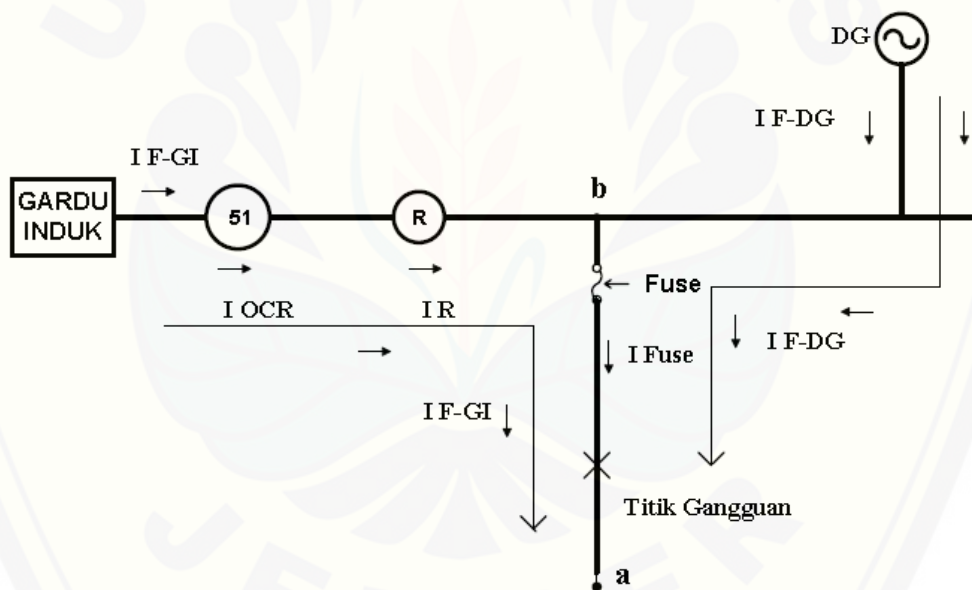 DG
I F-DG
I F-GI
b
GARDU
INDUK
51
R
Fuse
I OCR
I R
I Fuse
I F-DG
I F-GI
Titik Gangguan
a